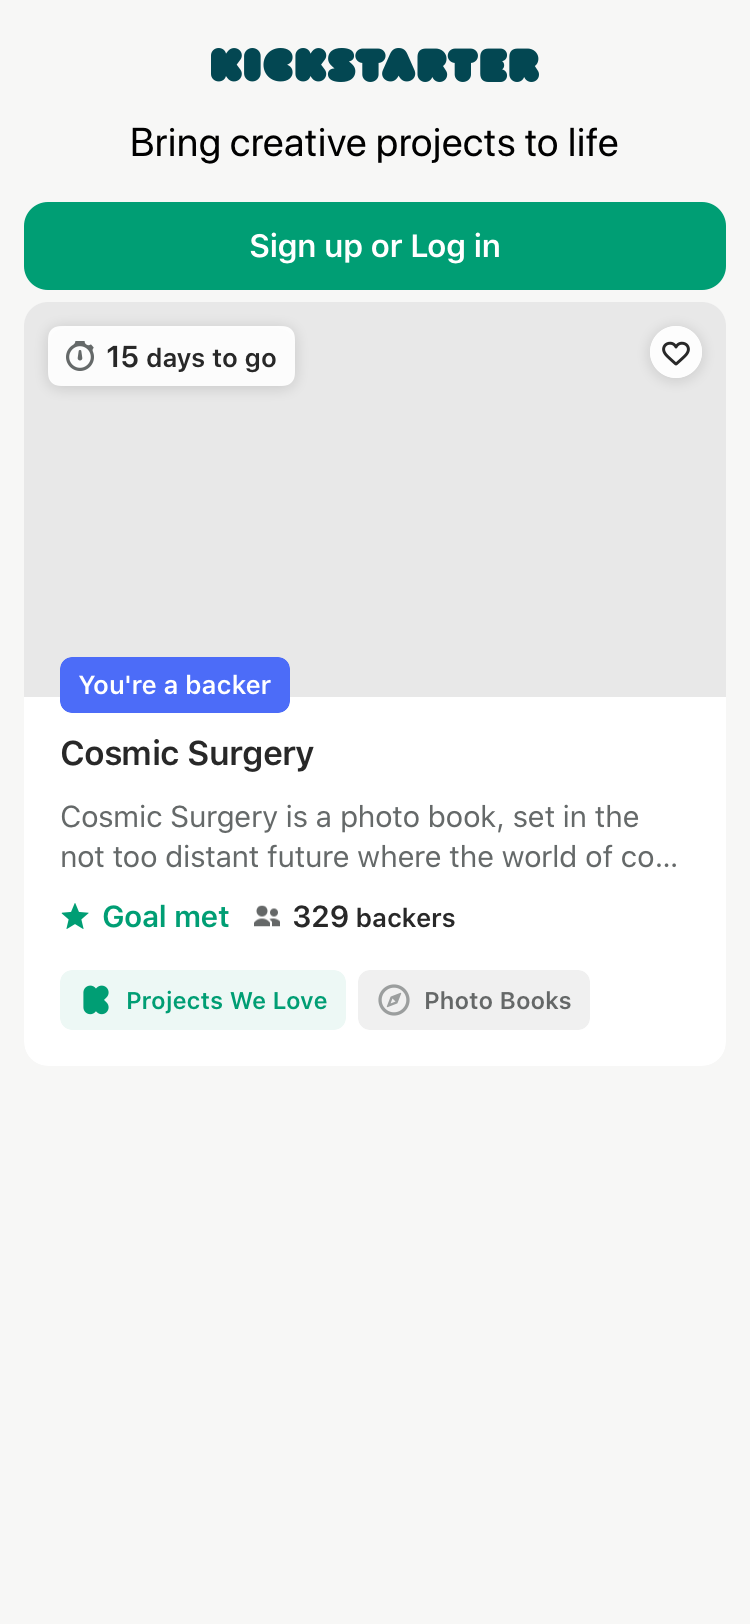 KICKSTARTER
Bring creative projects to life
Sign up or Log in
15 days to go
You're a backer
Cosmic Surgery
Cosmic Surgery is a photo book, set in the
not too distant future where the world of co...
Goal met 329 backers
Projects We Love Photo Books